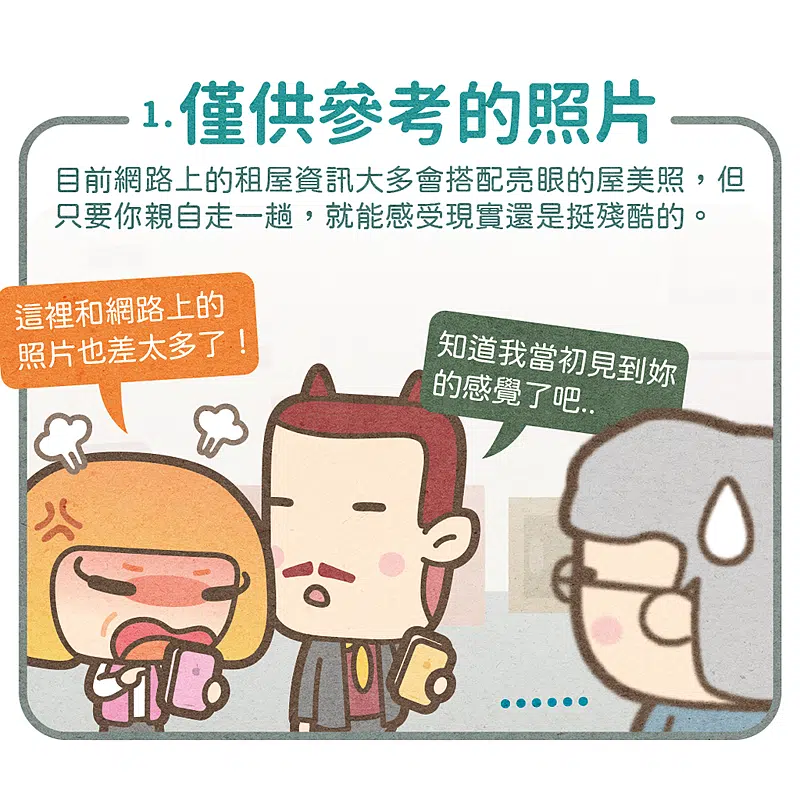 1.僅供參考的照片
目前網路上的租屋資訊大多會搭配亮眼的屋美照，但
只要你親自走一趟，就能感受現實還是挺殘酷的。
這裡和網路上的
照片也差太多了！
知道我當初見到妳
的感覺了吧..